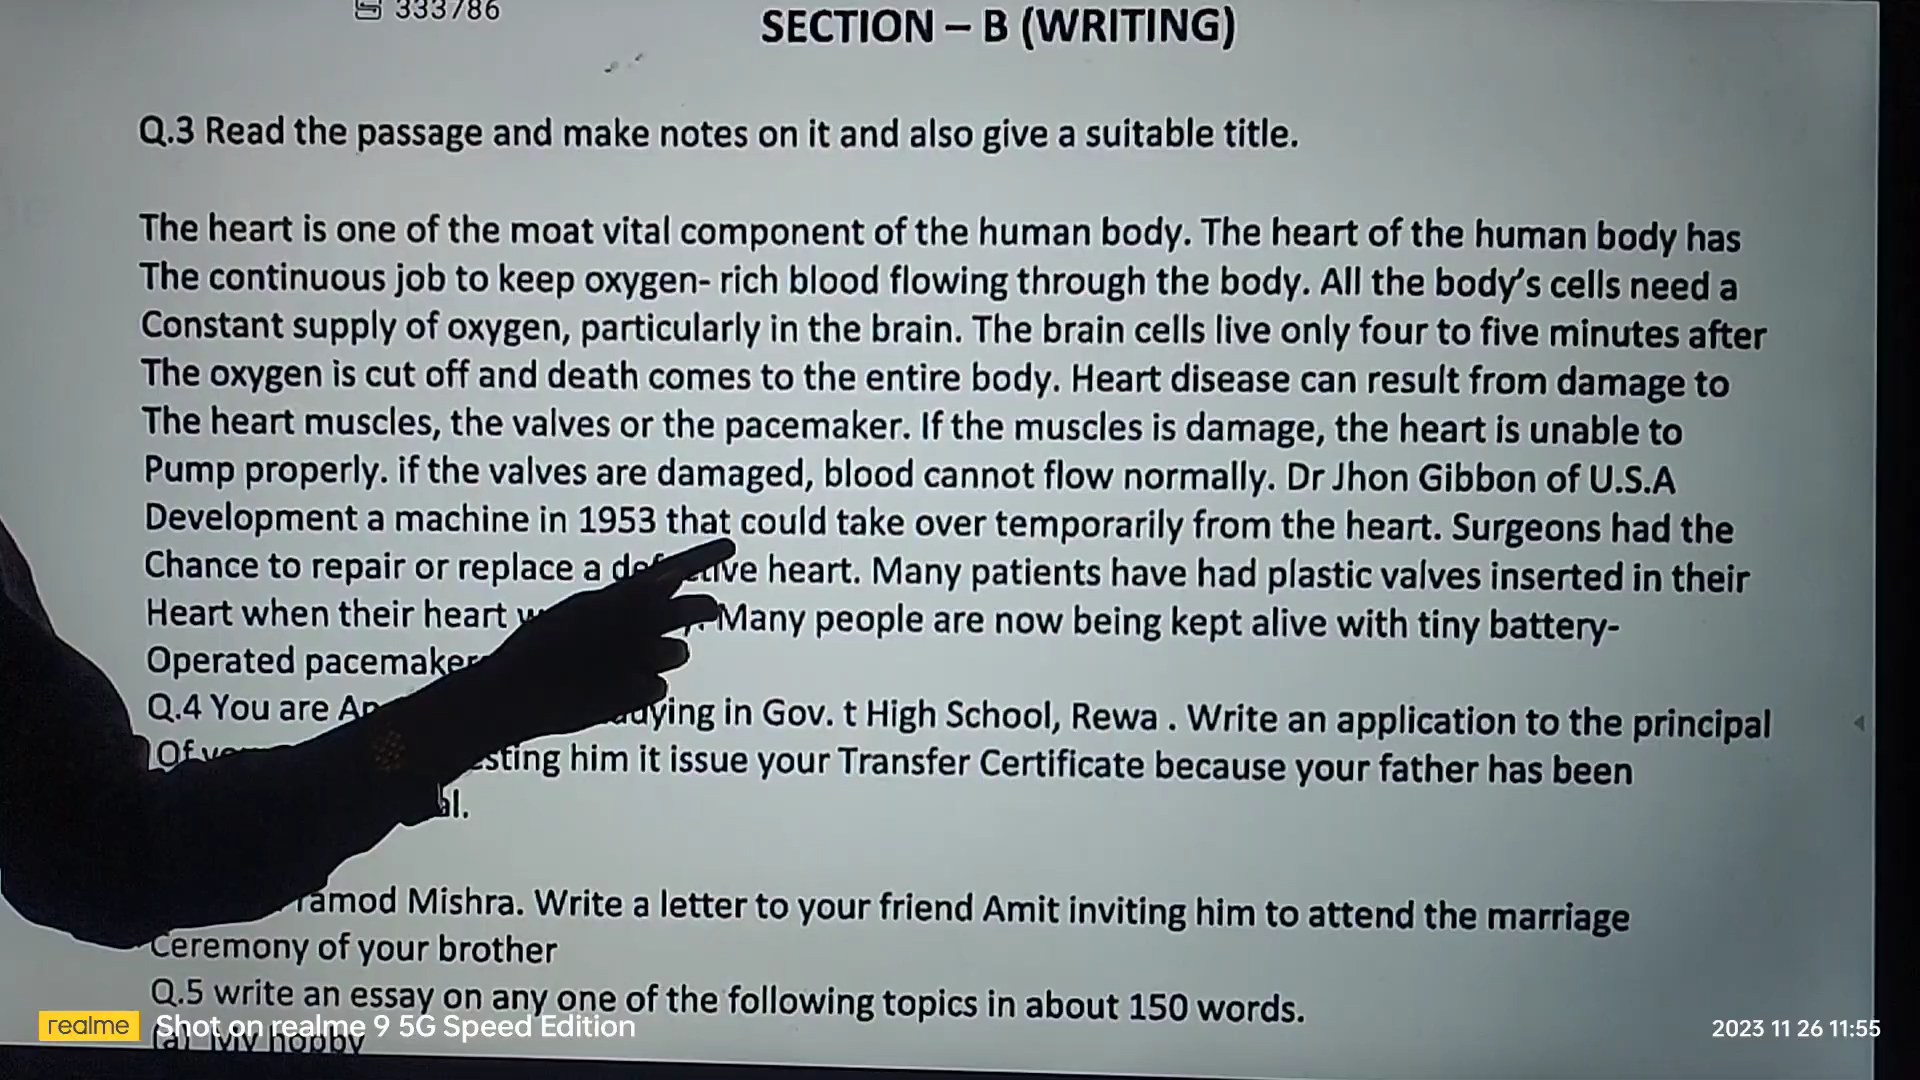 333786
SECTION – B (WRITING)
Q.3 Read the passage and make notes on it and also give a suitable title.
The heart is one of the moat vital component of the human body. The heart of the human body has
The continuous job to keep oxygen- rich blood flowing through the body. All the body's cells need a
Constant supply of oxygen, particularly in the brain. The brain cells live only four to five minutes after
The oxygen is cut off and death comes to the entire body. Heart disease can result from damage to
The heart muscles, the valves or the pacemaker. If the muscles is damage, the heart is unable to
Pump properly. if the valves are damaged, blood cannot flow normally. Dr Jhon Gibbon of U.S.A
Development a machine in 1953 that could take over temporarily from the heart. Surgeons had the
Chance to repair or replace a heart. Many patients have had plastic valves inserted in their
Heart when their heart Many people are now being kept alive with tiny battery-
Operated
Q.4 You are in Gov. t High School, Rewa . Write an application to the principal
Of him it issue your Transfer Certificate because your father has been
Mishra. Write a letter to your friend Amit inviting him to attend the marriage
Ceremony of your brother
Q.5 write an essay on any one of the following topics in about 150 words.
(a) My hobby
realme Shot on realme 9 5G Speed Edition
2023 11 26 11:55